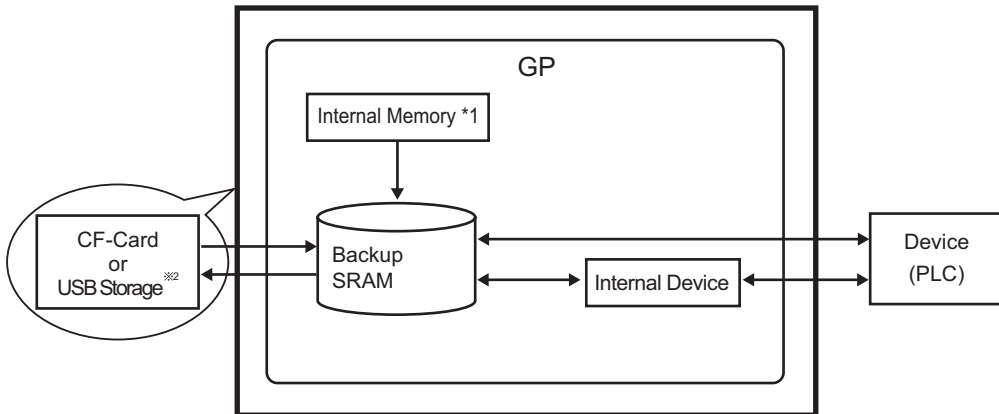 GP
Internal Memory *1
CF-Card
or
USB Storage※2
Backup
SRAM
Internal Device
Device
(PLC)